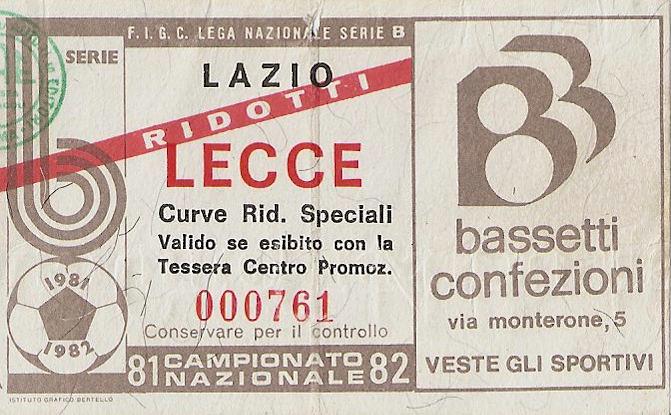 F.I.G.C. LEGA NAZIONALE SERIE B
SERIE
b
LAZIO
RIDOTTI
LECCE
Curve Rid. Speciali
Valido se esibito con la
Tessera Centro Promoz.
000761
Conservare per il controllo
1981
1982
81 CAMPIONATO NAZIONALE 82
ISTITUTO GRAFICO BERTELLO
B
bassetti
confezioni
via monterone, 5
VESTE GLI SPORTIVI